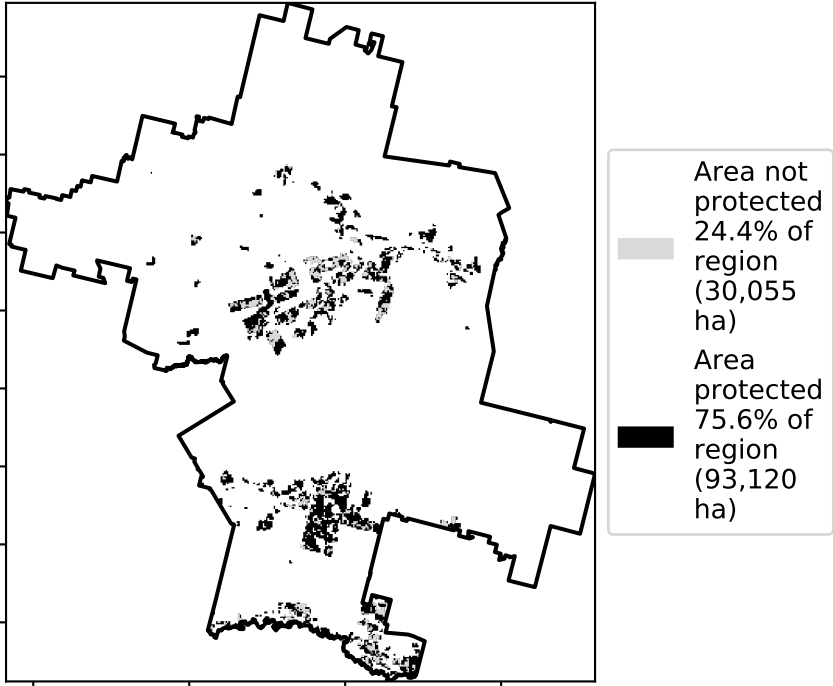 Area not
protected
24.4% of
region
(30,055
ha)
Area
protected
75.6% of
region
(93,120
ha)